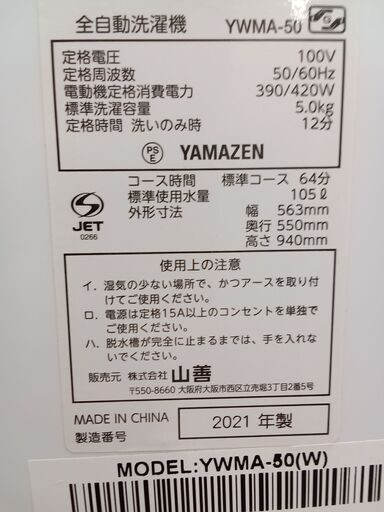 全自動洗濯機 YWMA-50
定格電圧 100V
定格周波数 50/60Hz
電動機定格消費電力 390/420W
標準洗濯容量 5.0kg
定格時間 洗いのみ時 12分
PSE YAMAZEN
コース時間 標準コース 64分
標準使用水量 105ℓ
外形寸法 幅 563mm
奥行 550mm
高さ 940mm
S
JET
0266
使用上の注意
イ．湿気の少ない場所で、かつアースを取り付
けてご使用ください。
ロ．電源は定格15A以上のコンセントを単独で
ご使用ください。
ハ．脱水槽が完全に止まるまでは、手を入れな
いでください。
販売元 株式会社 山善
〒550-8660 大阪府大阪市西区立売堀3丁目2番5号
MADE IN CHINA 2021 年製
製造番号
MODEL:YWMA-50(W)